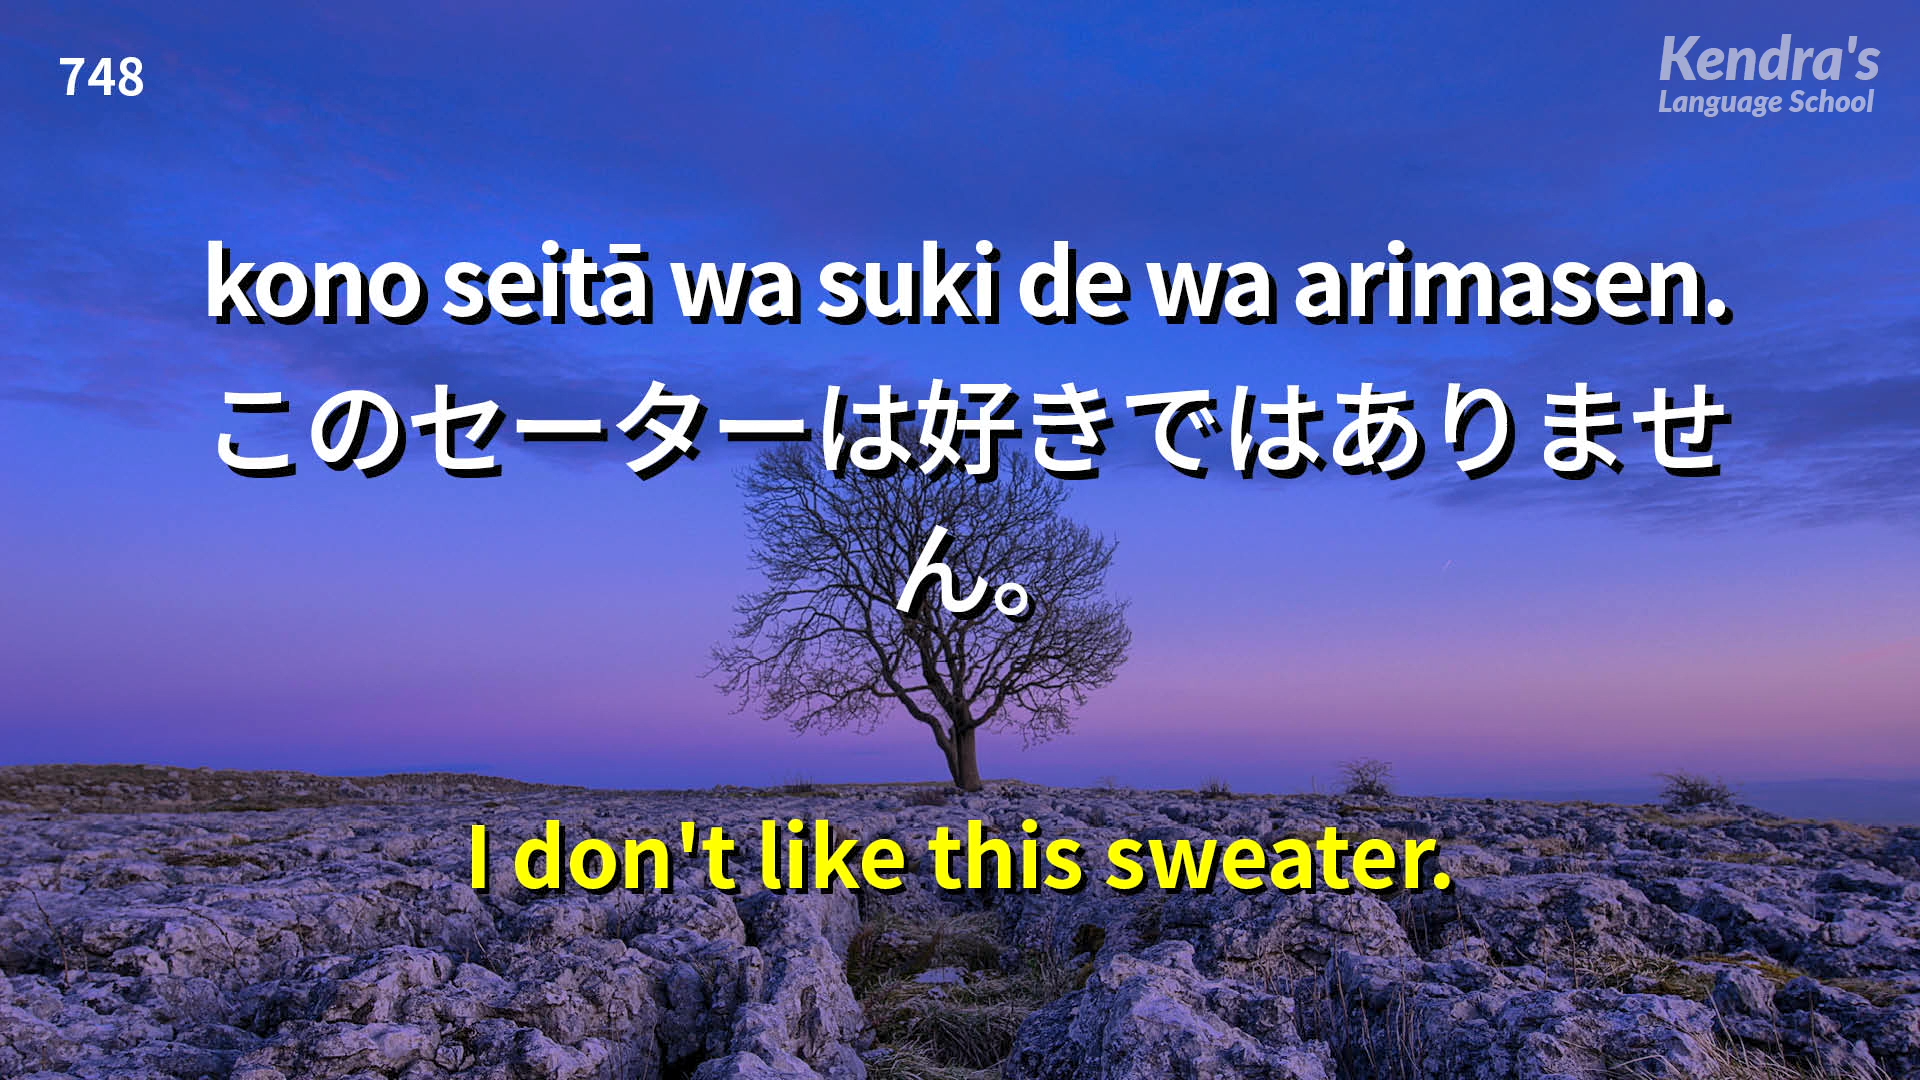 748
Kendra's
Language School
kono seitā wa suki de wa arimasen.
このセーターは好きではありませ
ん。
I don't like this sweater.